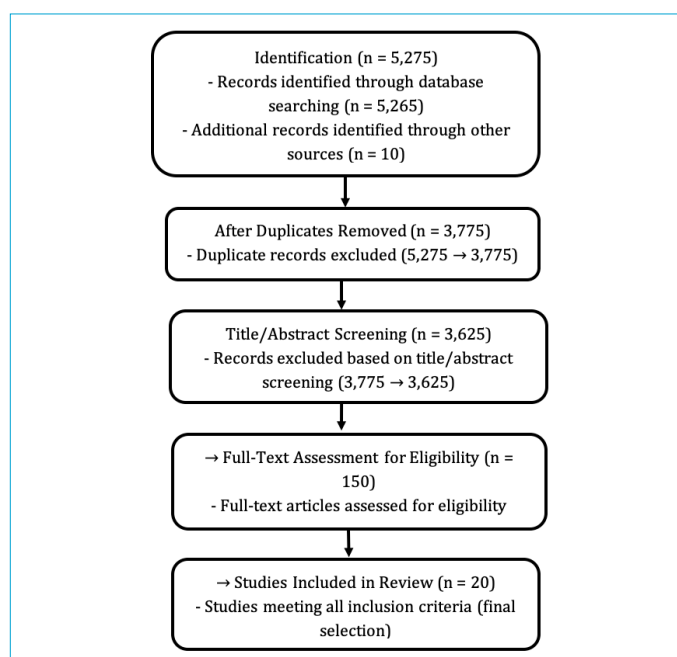 Identification (n = 5,275)
- Records identified through database
searching (n = 5,265)
- Additional records identified through other
sources (n = 10)
After Duplicates Removed (n = 3,775)
- Duplicate records excluded (5,275 → 3,775)
Title/Abstract Screening (n = 3,625)
- Records excluded based on title/abstract
screening (3,775 → 3,625)
→ Full-Text Assessment for Eligibility (n =
150)
- Full-text articles assessed for eligibility
→ Studies Included in Review (n = 20)
- Studies meeting all inclusion criteria (final
selection)